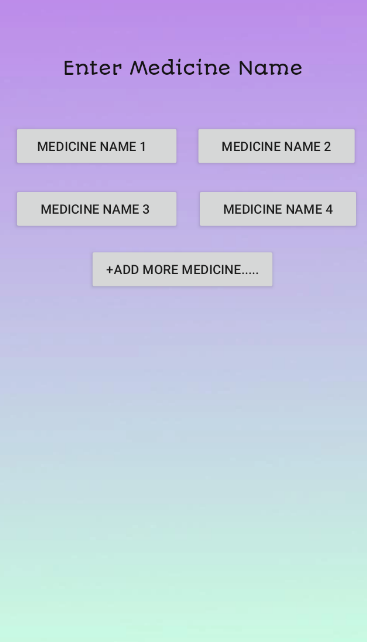 Enter Medicine Name
MEDICINE NAME 1
MEDICINE NAME 2
MEDICINE NAME 3
MEDICINE NAME 4
+ADD MORE MEDICINE.....